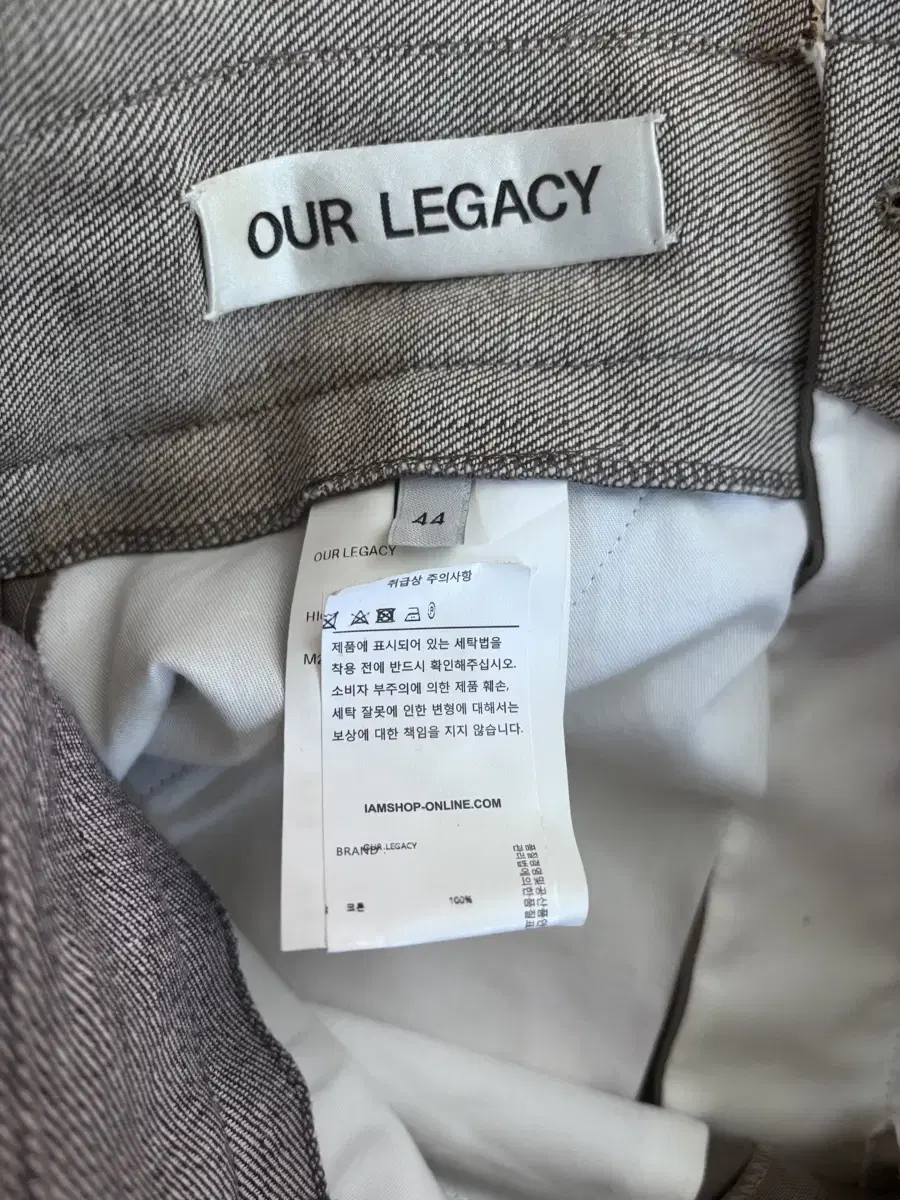 OUR LEGACY
44
OUR LEGACY
취급상 주의사항
제품에 표시되어 있는 세탁법을
착용 전에 반드시 확인해주십시오.
소비자 부주의에 의한 제품 훼손,
세탁 잘못에 인한 변형에 대해서는
보상에 대한 책임을 지지 않습니다.
IAMSHOP-ONLINE.COM
BRAND : OUR LEGACY
100%